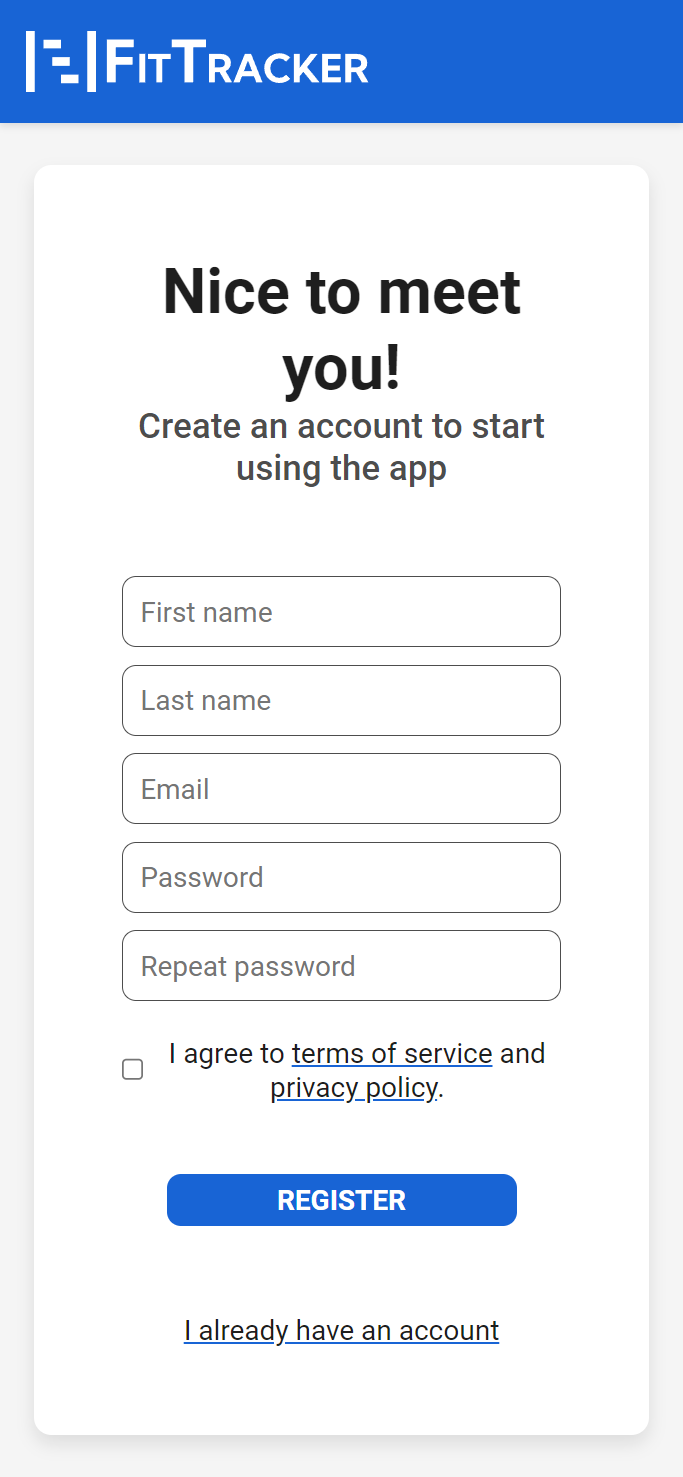 FITTRACKER
Nice to meet
you!
Create an account to start
using the app
First name
Last name
Email
Password
Repeat password
I agree to terms of service and
privacy policy.
REGISTER
I already have an account